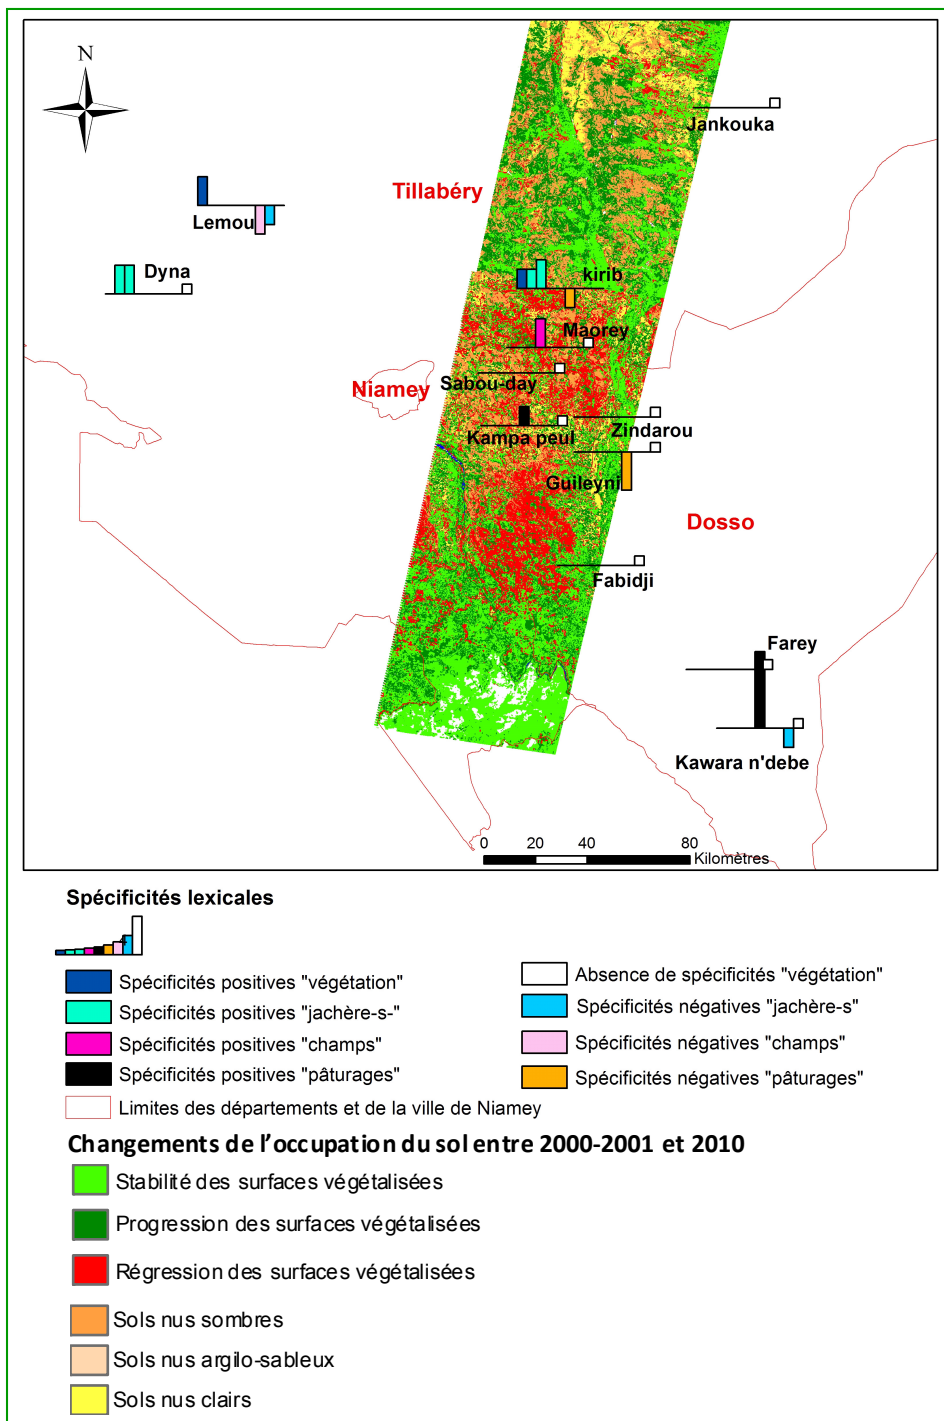 N
Jankouka
Tillabéry
Lemou
Dyna
kirib
Maorey
Niamey
Sabou-day
Kampa peul
Zindarou
Guileyni
Dosso
Fabidji
Farey
Kawara n'debe
0 20 40 80
Kilomètres
Spécificités lexicales
4
Spécificités positives "végétation"
Absence de spécificités "végétation"
Spécificités positives "jachère-s-"
Spécificités négatives "jachère-s"
Spécificités positives "champs"
Spécificités négatives "champs"
Spécificités positives "pâturages"
Spécificités négatives "pâturages"
Limites des départements et de la ville de Niamey
Changements de l'occupation du sol entre 2000-2001 et 2010
Stabilité des surfaces végétalisées
Progression des surfaces végétalisées
Régression des surfaces végétalisées
Sols nus sombres
Sols nus argilo-sableux
Sols nus clairs